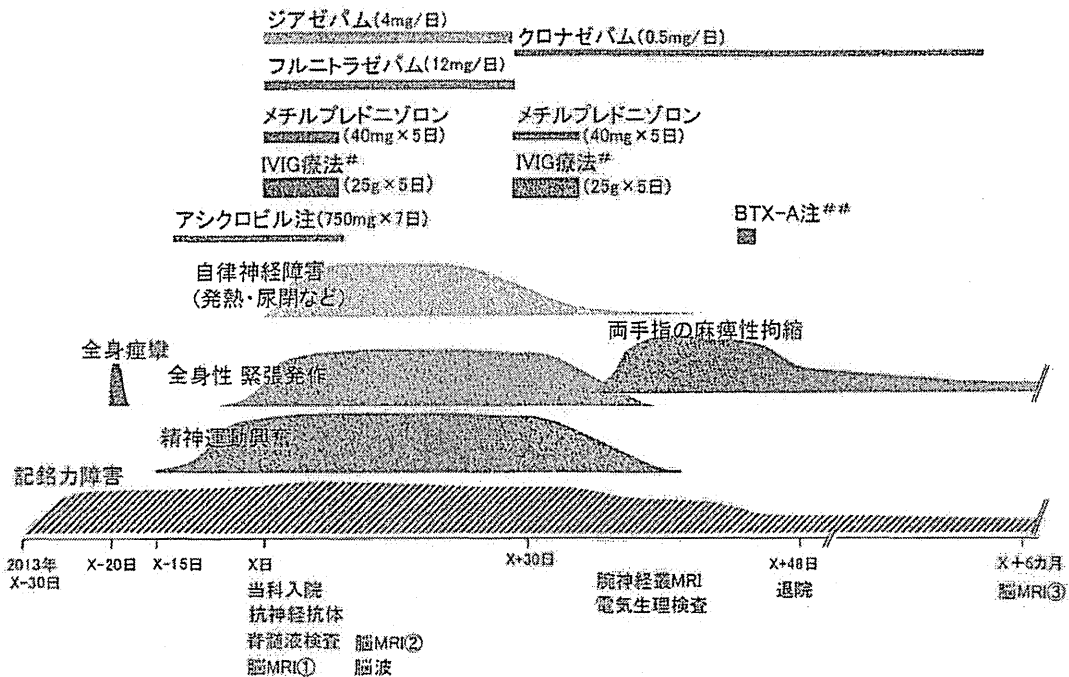 ジアゼパム(4mg/日)
クロナゼパム(0.5mg/日)
フルニトラゼパム(12mg/日)
メチルプレドニゾロン
(40mg×5日)
メチルプレドニゾロン
(40mg×5日)
IVIG療法#
(25g×5日)
IVIG療法#
(25g×5日)
BTX-A注##
アシクロビル注(750mg×7日)
自律神経障害
(発熱・尿閉など)
両手指の麻痺性拘縮
全身痙攣
全身性 緊張発作
精神運動興奮
記銘力障害
2013年
X-30日
X-20日
X-15日
X日
X+30日
X+48日
X+6カ月
当科入院
抗神経抗体
脊髄液検査
脳MRI①
脳MRI②
脳波
腕神経叢MRI
電気生理検査
退院
脳MRI③